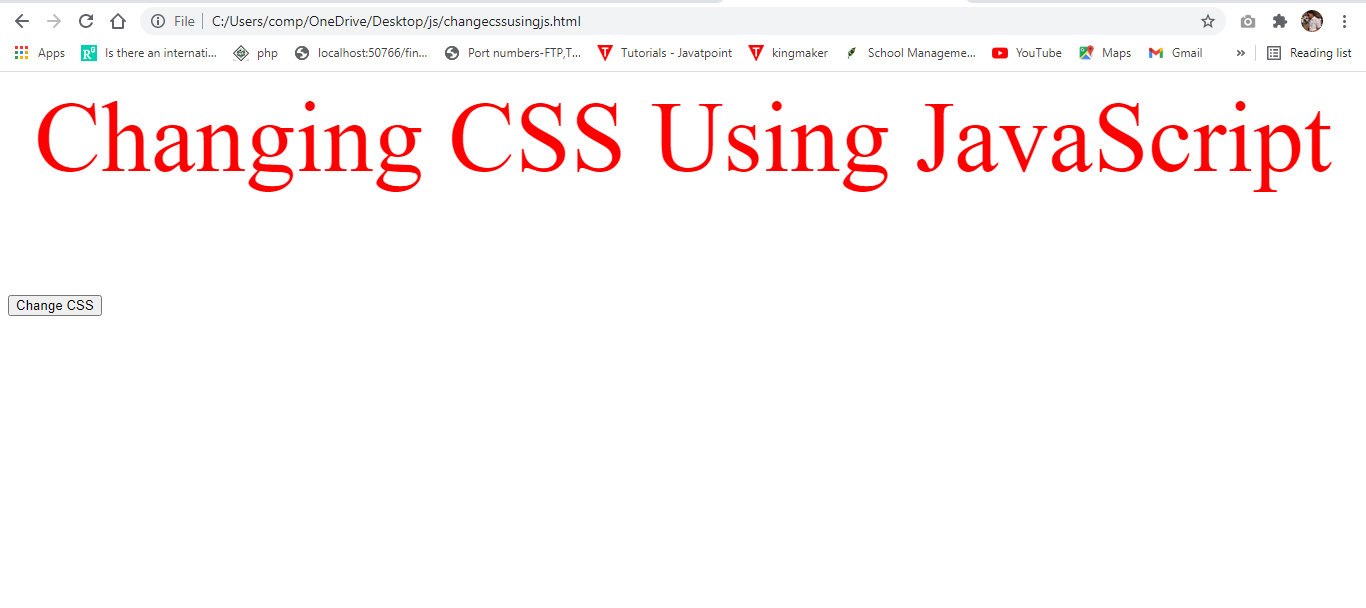 File C:/Users/comp/OneDrive/Desktop/js/changecssusingjs.html
Apps R⁹ Is there an internati... php localhost:50766/fin... Port numbers-FTP,T... T Tutorials - Javatpoint T kingmaker School Manageme... YouTube Maps Gmail » Reading list
Changing CSS Using JavaScript
Change CSS